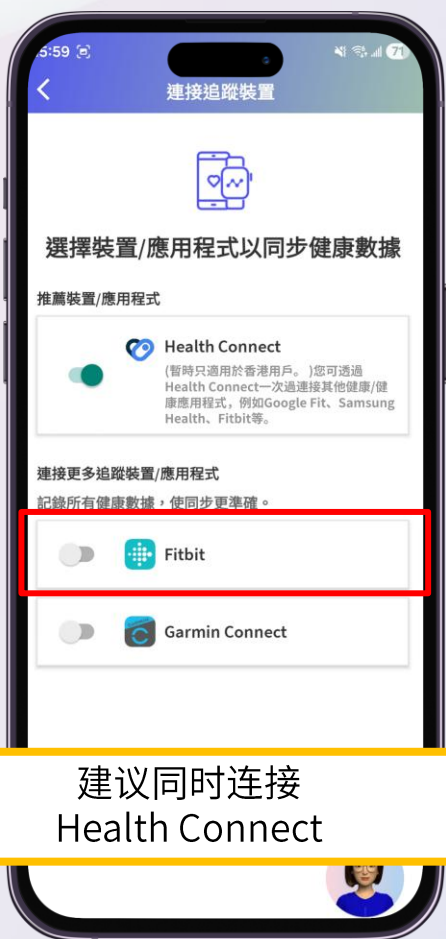 5:59
71
連接追蹤裝置
選擇裝置/應用程式以同步健康數據
推薦裝置/應用程式
Health Connect
(暫時只適用於香港用戶。 )您可透過
Health Connect一次過連接其他健康/健
康應用程式，例如Google Fit、Samsung
Health、Fitbit等。
連接更多追蹤裝置/應用程式
記錄所有健康數據，使同步更準確。
Fitbit
Garmin Connect
建议同时连接
Health Connect